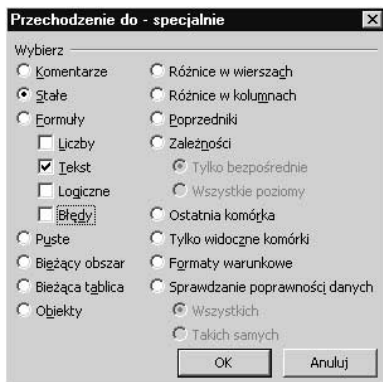 Przechodzenie do - specjalnie
Wybierz
Komentarze
Stałe
Formuły
Liczby
Tekst
Logiczne
Błędy
Puste
Bieżący obszar
Bieżąca tablica
Obiekty
Różnice w wierszach
Różnice w kolumnach
Poprzedniki
Zależności
Tylko bezpośrednie
Wszystkie poziomy
Ostatnia komórka
Tylko widoczne komórki
Formaty warunkowe
Sprawdzanie poprawności danych
Wszystkich
Takich samych
OK
Anuluj